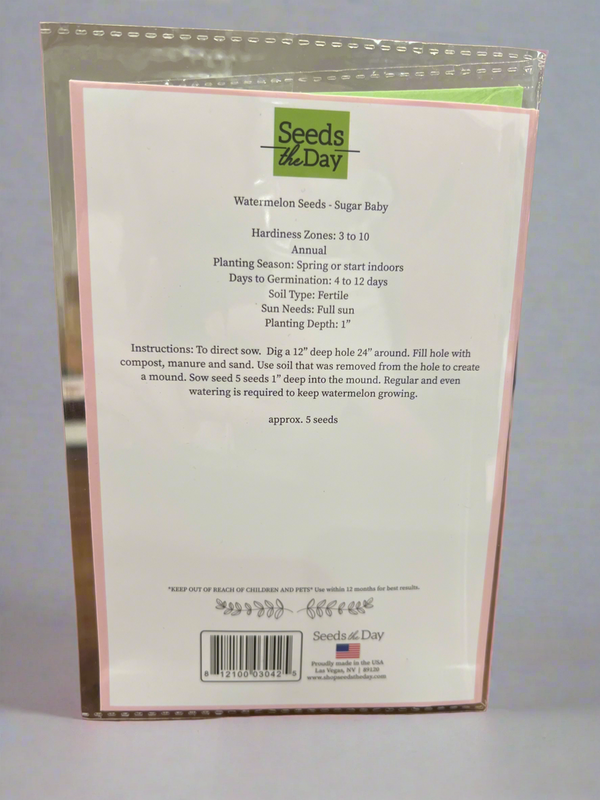 Seeds
the Day
Watermelon Seeds - Sugar Baby
Hardiness Zones: 3 to 10
Annual
Planting Season: Spring or start indoors
Days to Germination: 4 to 12 days
Soil Type: Fertile
Sun Needs: Full sun
Planting Depth: 1”
Instructions: To direct sow.  Dig a 12” deep hole 24” around. Fill hole with
compost, manure and sand. Use soil that was removed from the hole to create
a mound. Sow seed 5 seeds 1” deep into the mound. Regular and even
watering is required to keep watermelon growing.
approx. 5 seeds
*KEEP OUT OF REACH OF CHILDREN AND PETS* Use within 12 months for best results.
8 12100 03042 5
Seeds the Day
Proudly made in the USA
Las Vegas, NV | 89120
www.shopseedstheday.com